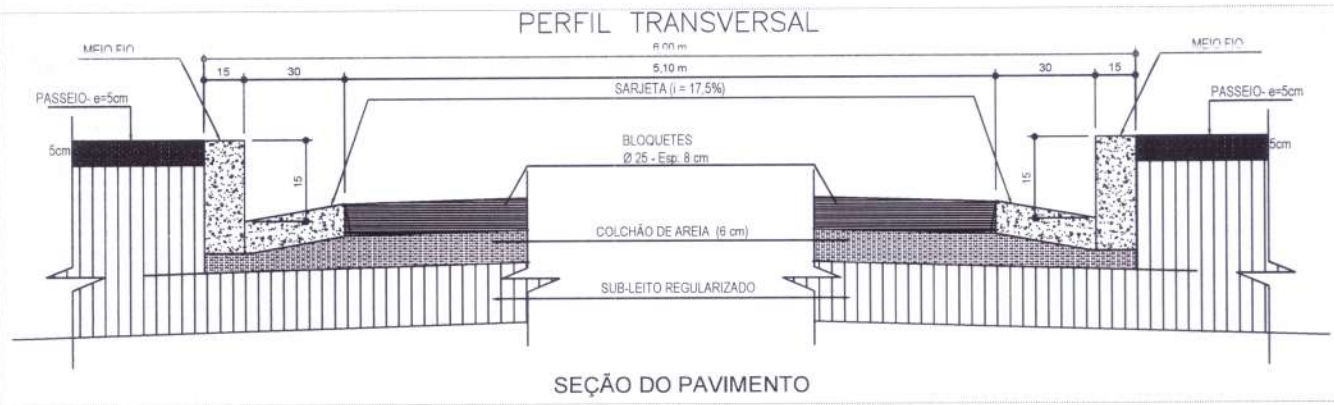 PERFIL TRANSVERSAL
MEIO FIO
6,00 m
MEIO FIO
15
30
5,10 m
30
15
PASSEIO- e=5cm
SARJETA (i = 17,5%)
PASSEIO- e=5cm
5cm
15
BLOQUETES
Ø 25 - Esp. 8 cm
15
5cm
COLCHÃO DE AREIA (6 cm)
SUB-LEITO REGULARIZADO
SEÇÃO DO PAVIMENTO